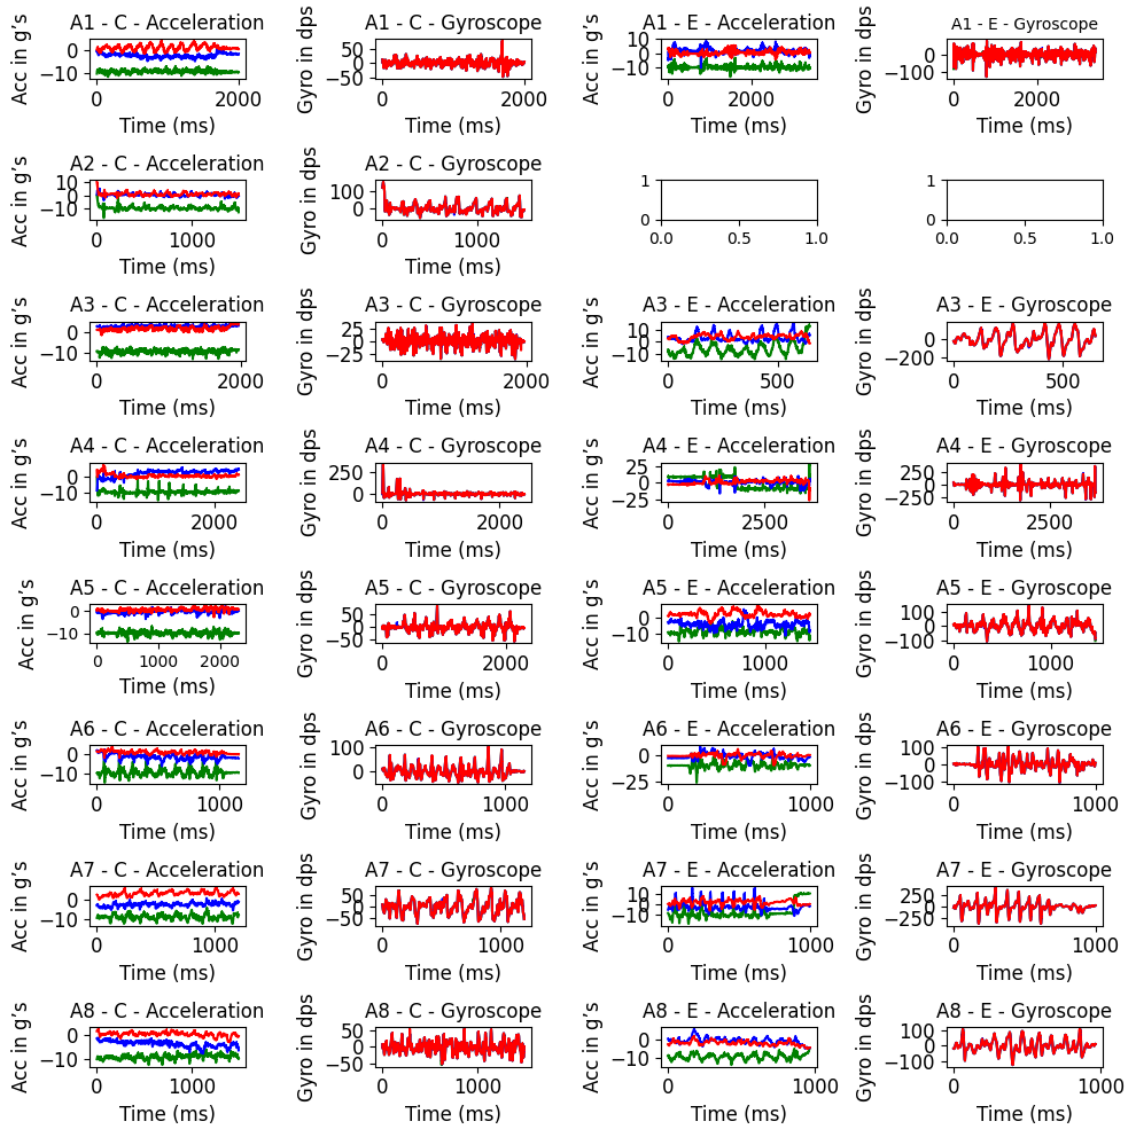 A1 - C - Acceleration
Acc in g's
0
−10
0 2000
Time (ms)
A1 - C - Gyroscope
Gyro in dps
50
0
−50
0 2000
Time (ms)
A1 - E - Acceleration
Acc in g's
10
0
−10
0 2000
Time (ms)
A1 - E - Gyroscope
Gyro in dps
0
−100
0 2000
Time (ms)
A2 - C - Acceleration
Acc in g's
10
0
−10
0 1000
Time (ms)
A2 - C - Gyroscope
Gyro in dps
100
0
0 1000
Time (ms)
1
0
0.0 0.5 1.0
1
0
0.0 0.5 1.0
A3 - C - Acceleration
Acc in g's
0
−10
0 2000
Time (ms)
A3 - C - Gyroscope
Gyro in dps
25
0
−25
0 2000
Time (ms)
A3 - E - Acceleration
Acc in g's
10
0
−10
0 500
Time (ms)
A3 - E - Gyroscope
Gyro in dps
0
−200
0 500
Time (ms)
A4 - C - Acceleration
Acc in g's
0
−10
0 2000
Time (ms)
A4 - C - Gyroscope
Gyro in dps
250
0
0 2000
Time (ms)
A4 - E - Acceleration
Acc in g's
25
0
−25
0 2500
Time (ms)
A4 - E - Gyroscope
Gyro in dps
250
0
−250
0 2500
Time (ms)
A5 - C - Acceleration
Acc in g's
0
−10
0 1000 2000
Time (ms)
A5 - C - Gyroscope
Gyro in dps
50
0
−50
0 2000
Time (ms)
A5 - E - Acceleration
Acc in g's
0
−10
0 1000
Time (ms)
A5 - E - Gyroscope
Gyro in dps
100
0
−100
0 1000
Time (ms)
A6 - C - Acceleration
Acc in g's
0
−10
0 1000
Time (ms)
A6 - C - Gyroscope
Gyro in dps
100
0
0 1000
Time (ms)
A6 - E - Acceleration
Acc in g's
0
−25
0 1000
Time (ms)
A6 - E - Gyroscope
Gyro in dps
100
0
−100
0 1000
Time (ms)
A7 - C - Acceleration
Acc in g's
0
−10
0 1000
Time (ms)
A7 - C - Gyroscope
Gyro in dps
50
0
−50
0 1000
Time (ms)
A7 - E - Acceleration
Acc in g's
10
0
−10
0 1000
Time (ms)
A7 - E - Gyroscope
Gyro in dps
250
0
−250
0 1000
Time (ms)
A8 - C - Acceleration
Acc in g's
0
−10
0 1000
Time (ms)
A8 - C - Gyroscope
Gyro in dps
50
0
−50
0 1000
Time (ms)
A8 - E - Acceleration
Acc in g's
0
−10
0 1000
Time (ms)
A8 - E - Gyroscope
Gyro in dps
100
0
−100
0 1000
Time (ms)